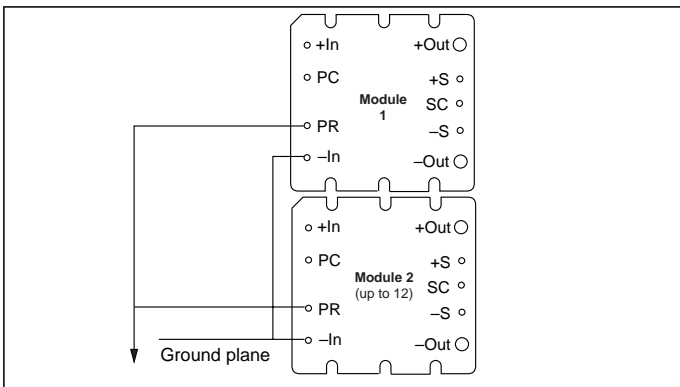 +In
+Out
PC
+S
Module
1
SC
PR
–S
–In
–Out
+In
+Out
PC
+S
Module 2
(up to 12)
SC
PR
–S
–In
–Out
Ground plane